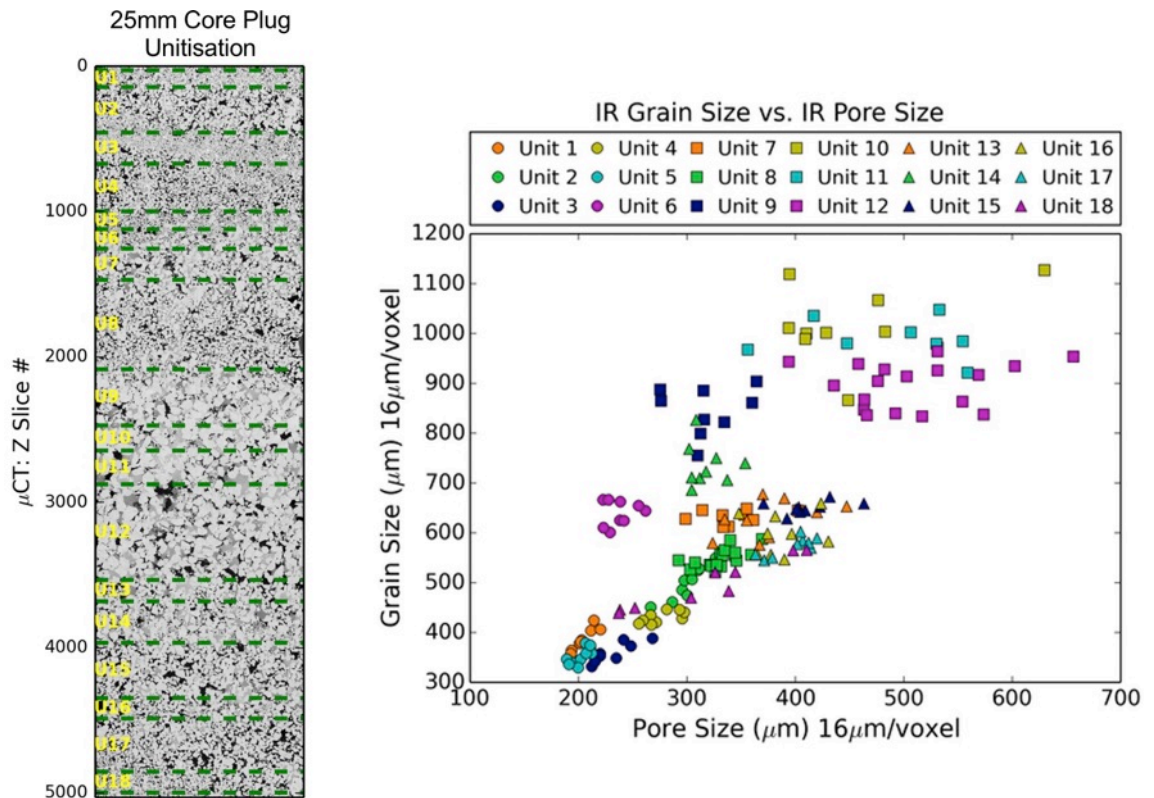 25mm Core Plug
Unitisation
0
1000
2000
3000
4000
5000
μCT: Z Slice #
U1
U2
U3
U4
U5
U6
U7
U8
U9
U10
U11
U12
U13
U14
U15
U16
U17
U18
IR Grain Size vs. IR Pore Size
Unit 1 Unit 4 Unit 7 Unit 10 Unit 13 Unit 16
Unit 2 Unit 5 Unit 8 Unit 11 Unit 14 Unit 17
Unit 3 Unit 6 Unit 9 Unit 12 Unit 15 Unit 18
1200
1100
1000
900
800
700
600
500
400
300
Grain Size (μm) 16μm/voxel
100 200 300 400 500 600 700
Pore Size (μm) 16μm/voxel